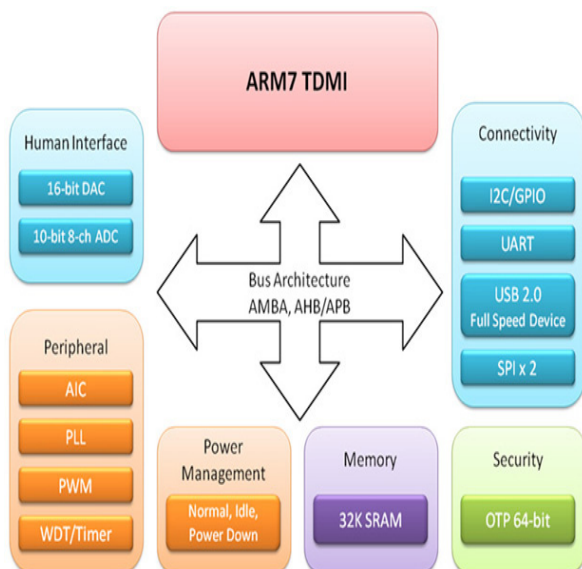 ARM7 TDMI
Human Interface
16-bit DAC
10-bit 8-ch ADC
Connectivity
I2C/GPIO
UART
USB 2.0
Full Speed Device
SPI x 2
Bus Architecture
AMBA, AHB/APB
Peripheral
AIC
PLL
PWM
WDT/Timer
Power
Management
Normal, Idle,
Power Down
Memory
32K SRAM
Security
OTP 64-bit